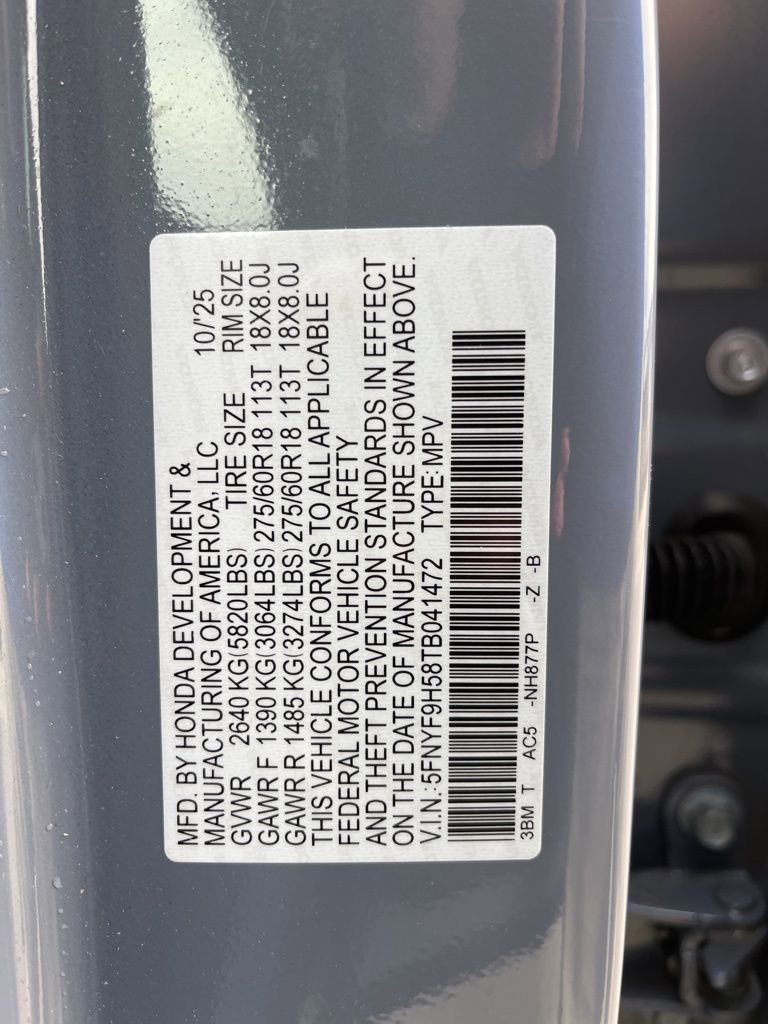 MFD. BY HONDA DEVELOPMENT &
MANUFACTURING OF AMERICA, LLC 10/'25
GVWR 2640 KG(5820LBS) TIRE SIZE RIM SIZE
GAWR F 1390 KG(3064LBS) 275/60R18 113T 18X8.0J
GAWR R 1485 KG(3274LBS) 275/60R18 113T 18X8.0J
THIS VEHICLE CONFORMS TO ALL APPLICABLE
FEDERAL MOTOR VEHICLE SAFETY
AND THEFT PREVENTION STANDARDS IN EFFECT
ON THE DATE OF MANUFACTURE SHOWN ABOVE.
V.I.N.:5FNYF9H58TB041472 TYPE:MPV
3BM T AC5 -NH877P -Z -B